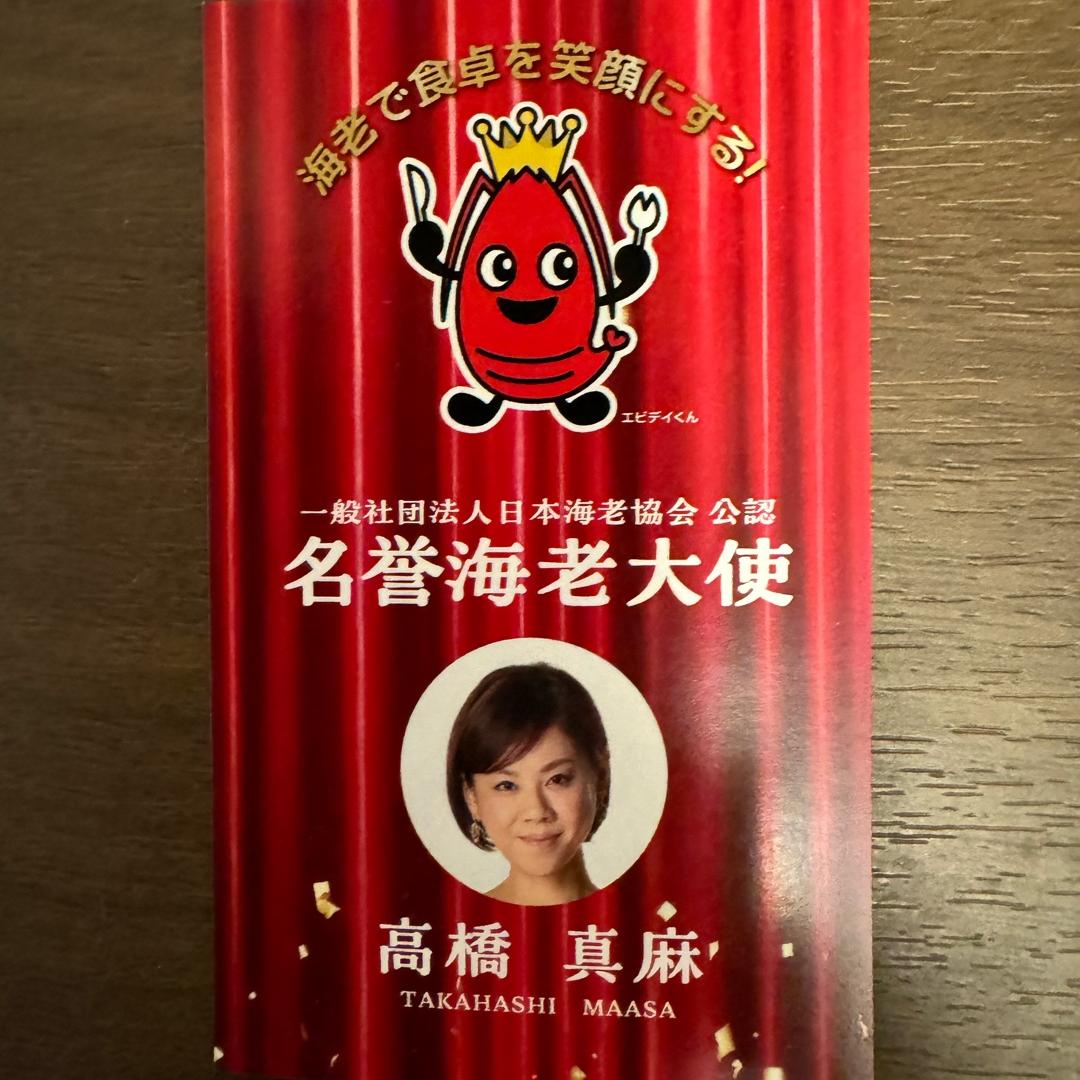 海老で食卓を笑顔にする!
エビデイくん
一般社団法人日本海老協会 公認
名誉海老大使
高橋 真麻
TAKAHASHI MAASA